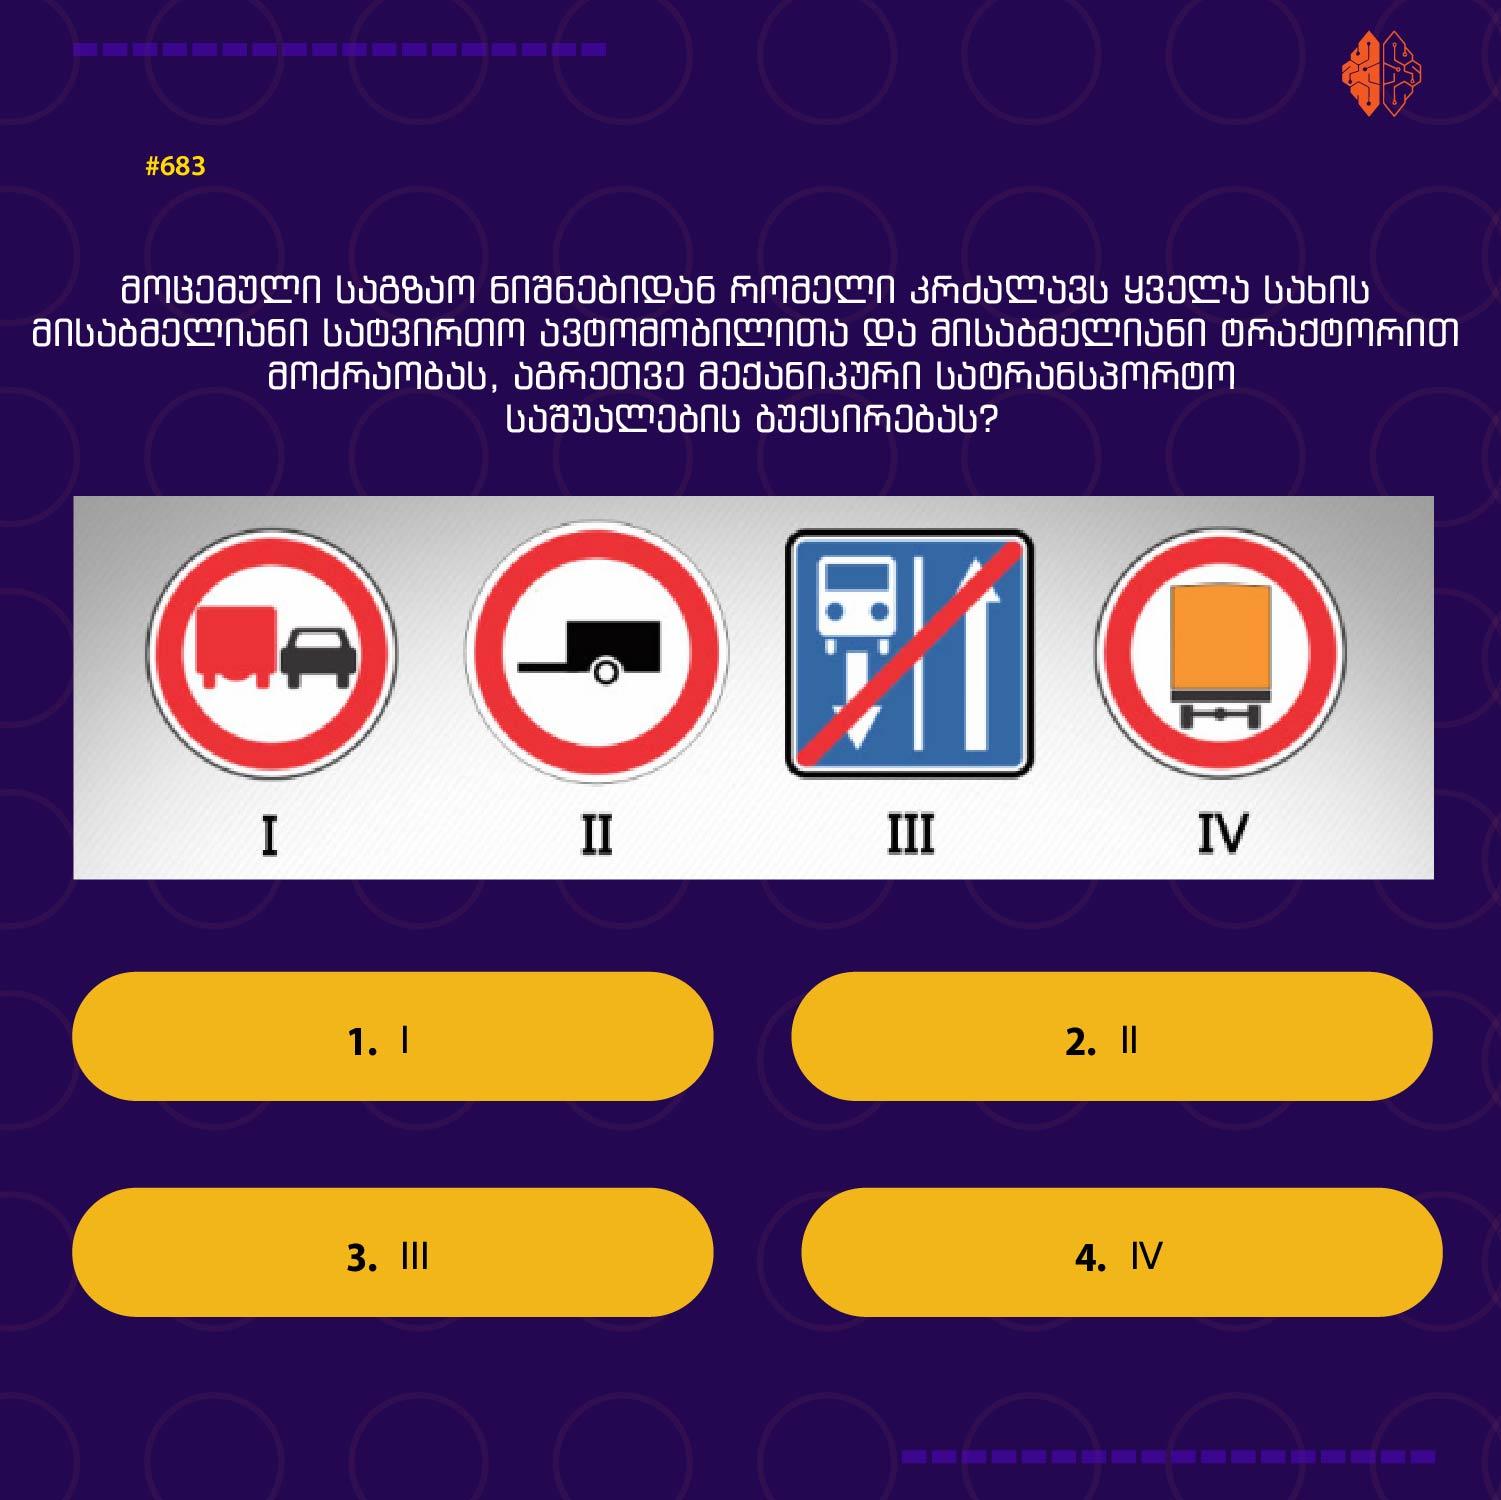 #683
მოცემული საგზაო ნიშნებიდან რომელი კრძალავს ყველა სახის
მისაბმელიანი სატვირთო ავტომობილითა და მისაბმელიანი ტრაქტორით
მოძრაობას, აგრეთვე მექანიკური სატრანსპორტო
საშუალების ბუქსირებას?
I II III IV
1. I
2. II
3. III
4. IV